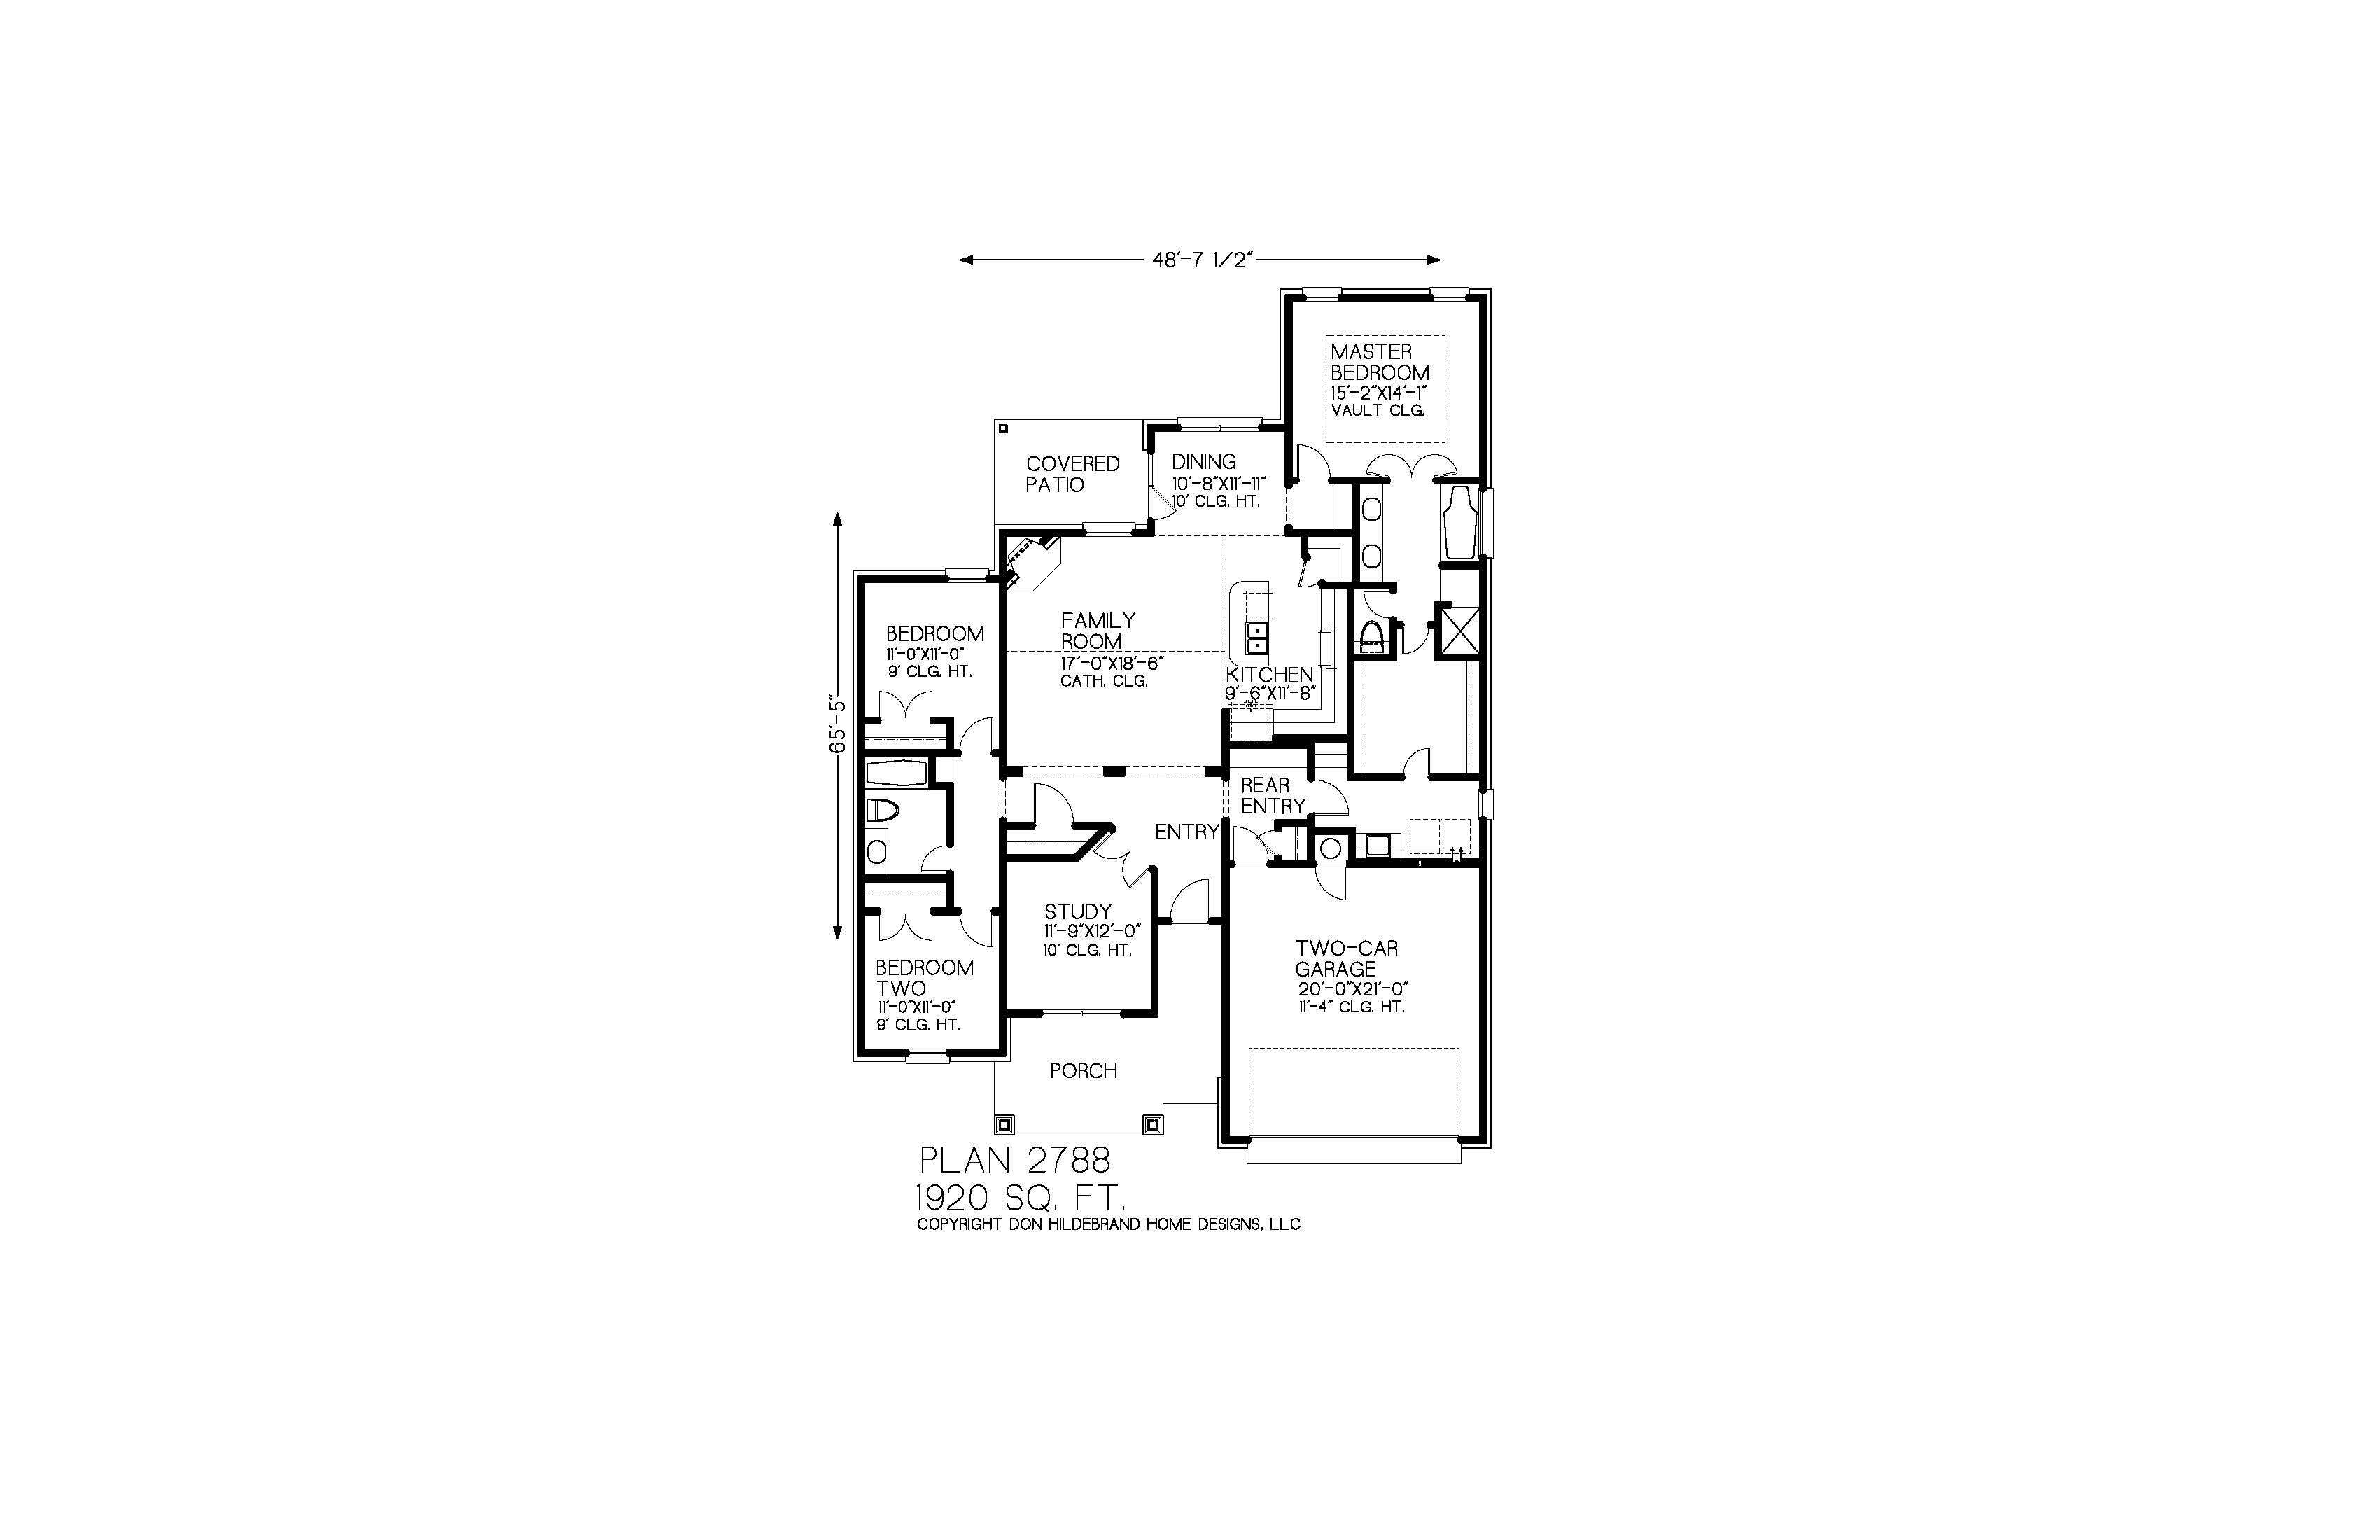 48'-7 1/2"
MASTER
BEDROOM
15'-2"X14'-1"
VAULT CLG.
COVERED
PATIO
DINING
10'-8"X11'-11"
10' CLG. HT.
65'-5"
BEDROOM
11'-0"X11'-0"
9' CLG. HT.
FAMILY
ROOM
17'-0"X18'-6"
CATH. CLG.
KITCHEN
9'-6"X11'-8"
REAR
ENTRY
ENTRY
STUDY
11'-9"X12'-0"
10' CLG. HT.
BEDROOM
TWO
11'-0"X11'-0"
9' CLG. HT.
TWO-CAR
GARAGE
20'-0"X21'-0"
11'-4" CLG. HT.
PORCH
PLAN 2788
1920 SQ. FT.
COPYRIGHT DON HILDEBRAND HOME DESIGNS, LLC